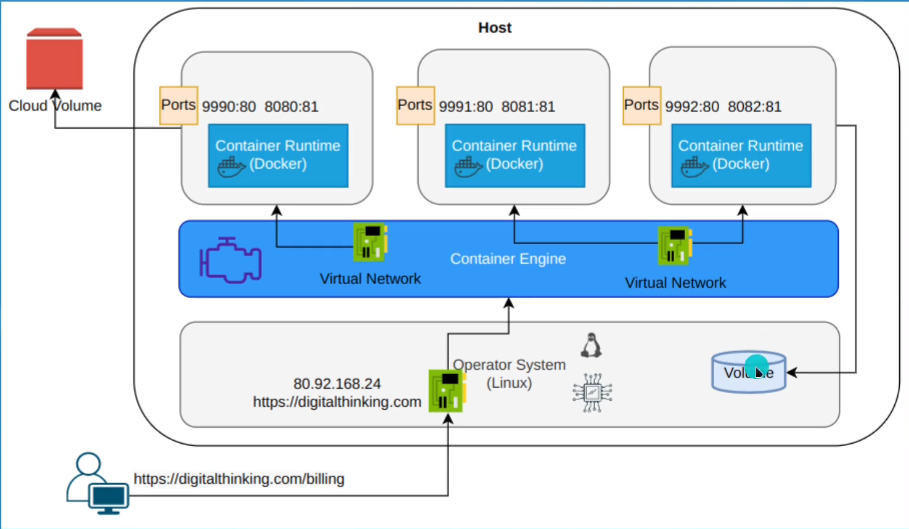 Host
Cloud Volume
Ports
9990:80 8080:81
Container Runtime
(Docker)
Ports
9991:80 8081:81
Container Runtime
(Docker)
Ports
9992:80 8082:81
Container Runtime
(Docker)
Virtual Network
Container Engine
Virtual Network
80.92.168.24
https://digitalthinking.com
Operator System
(Linux)
Volume
https://digitalthinking.com/billing